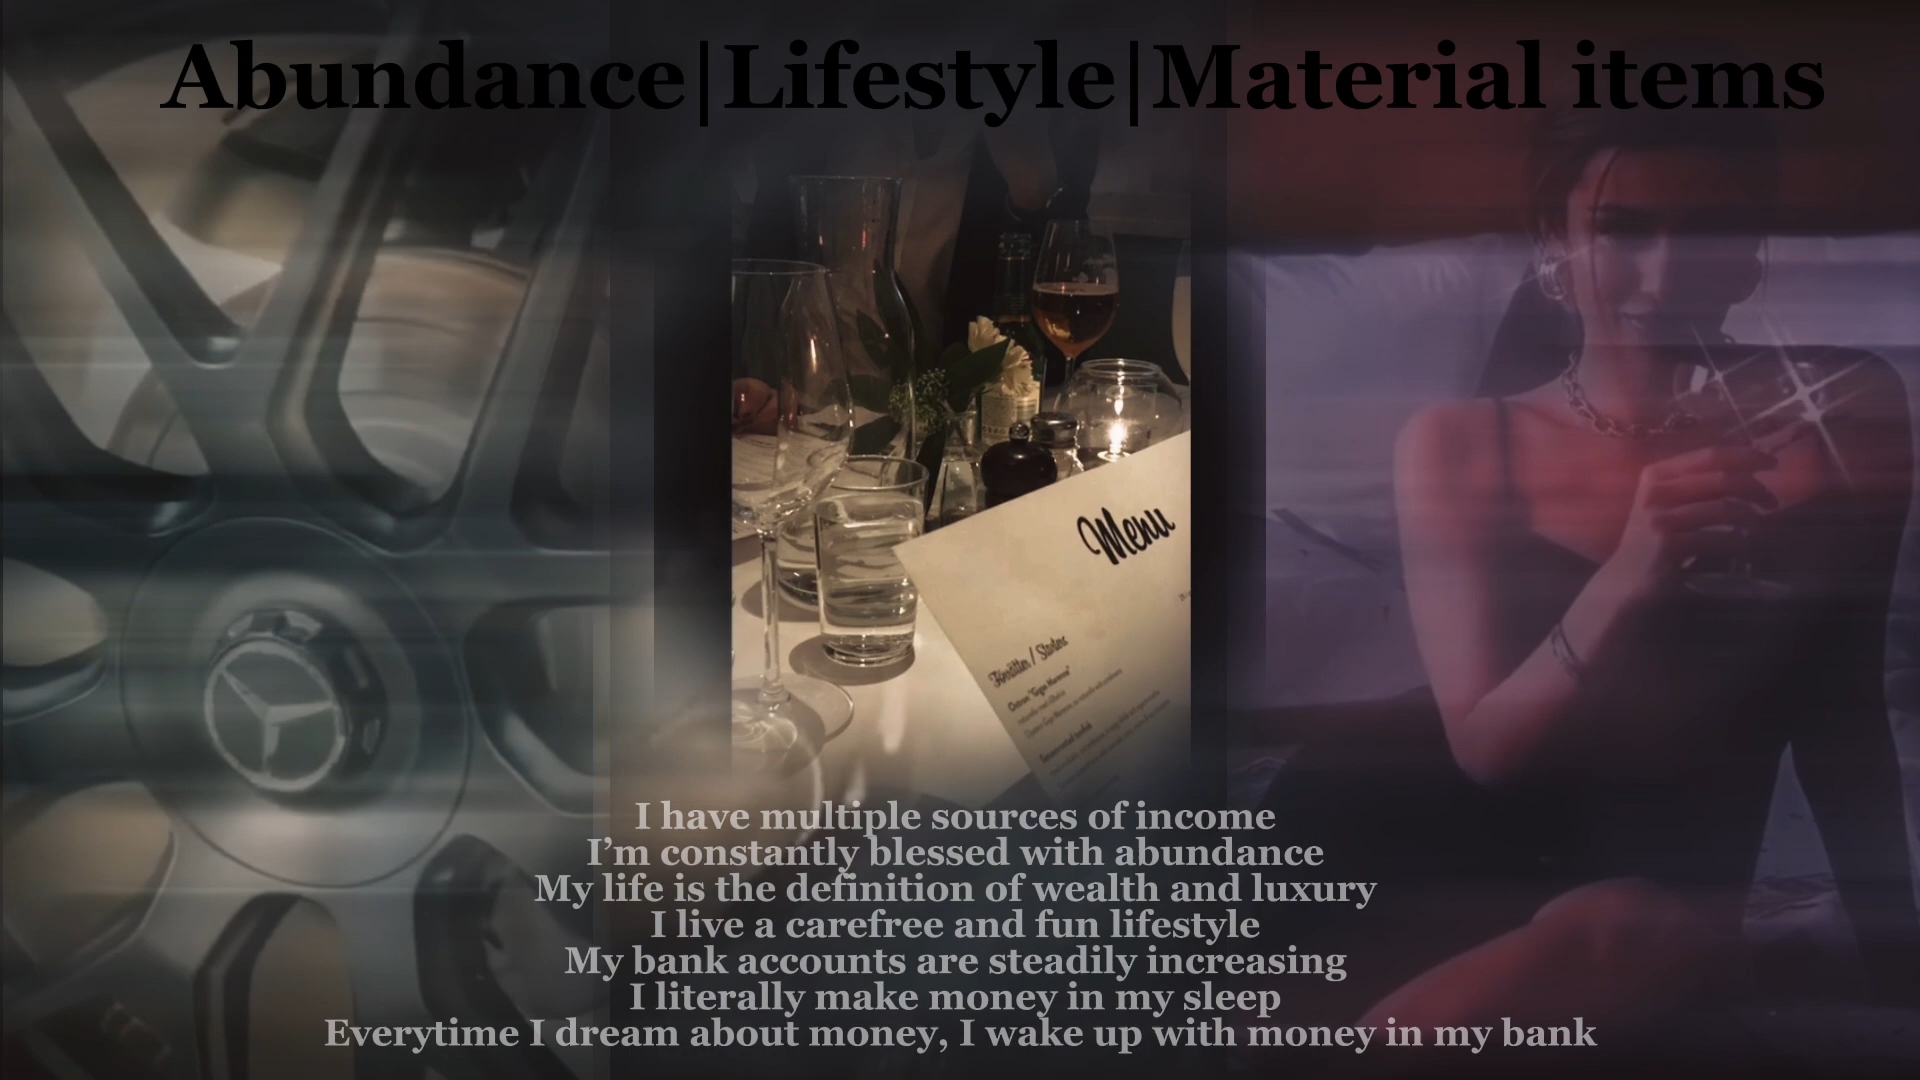 Abundance|Lifestyle|Material items
Menu
Förrätter / Starters
I have multiple sources of income
I’m constantly blessed with abundance
My life is the definition of wealth and luxury
I live a carefree and fun lifestyle
My bank accounts are steadily increasing
I literally make money in my sleep
Everytime I dream about money, I wake up with money in my bank